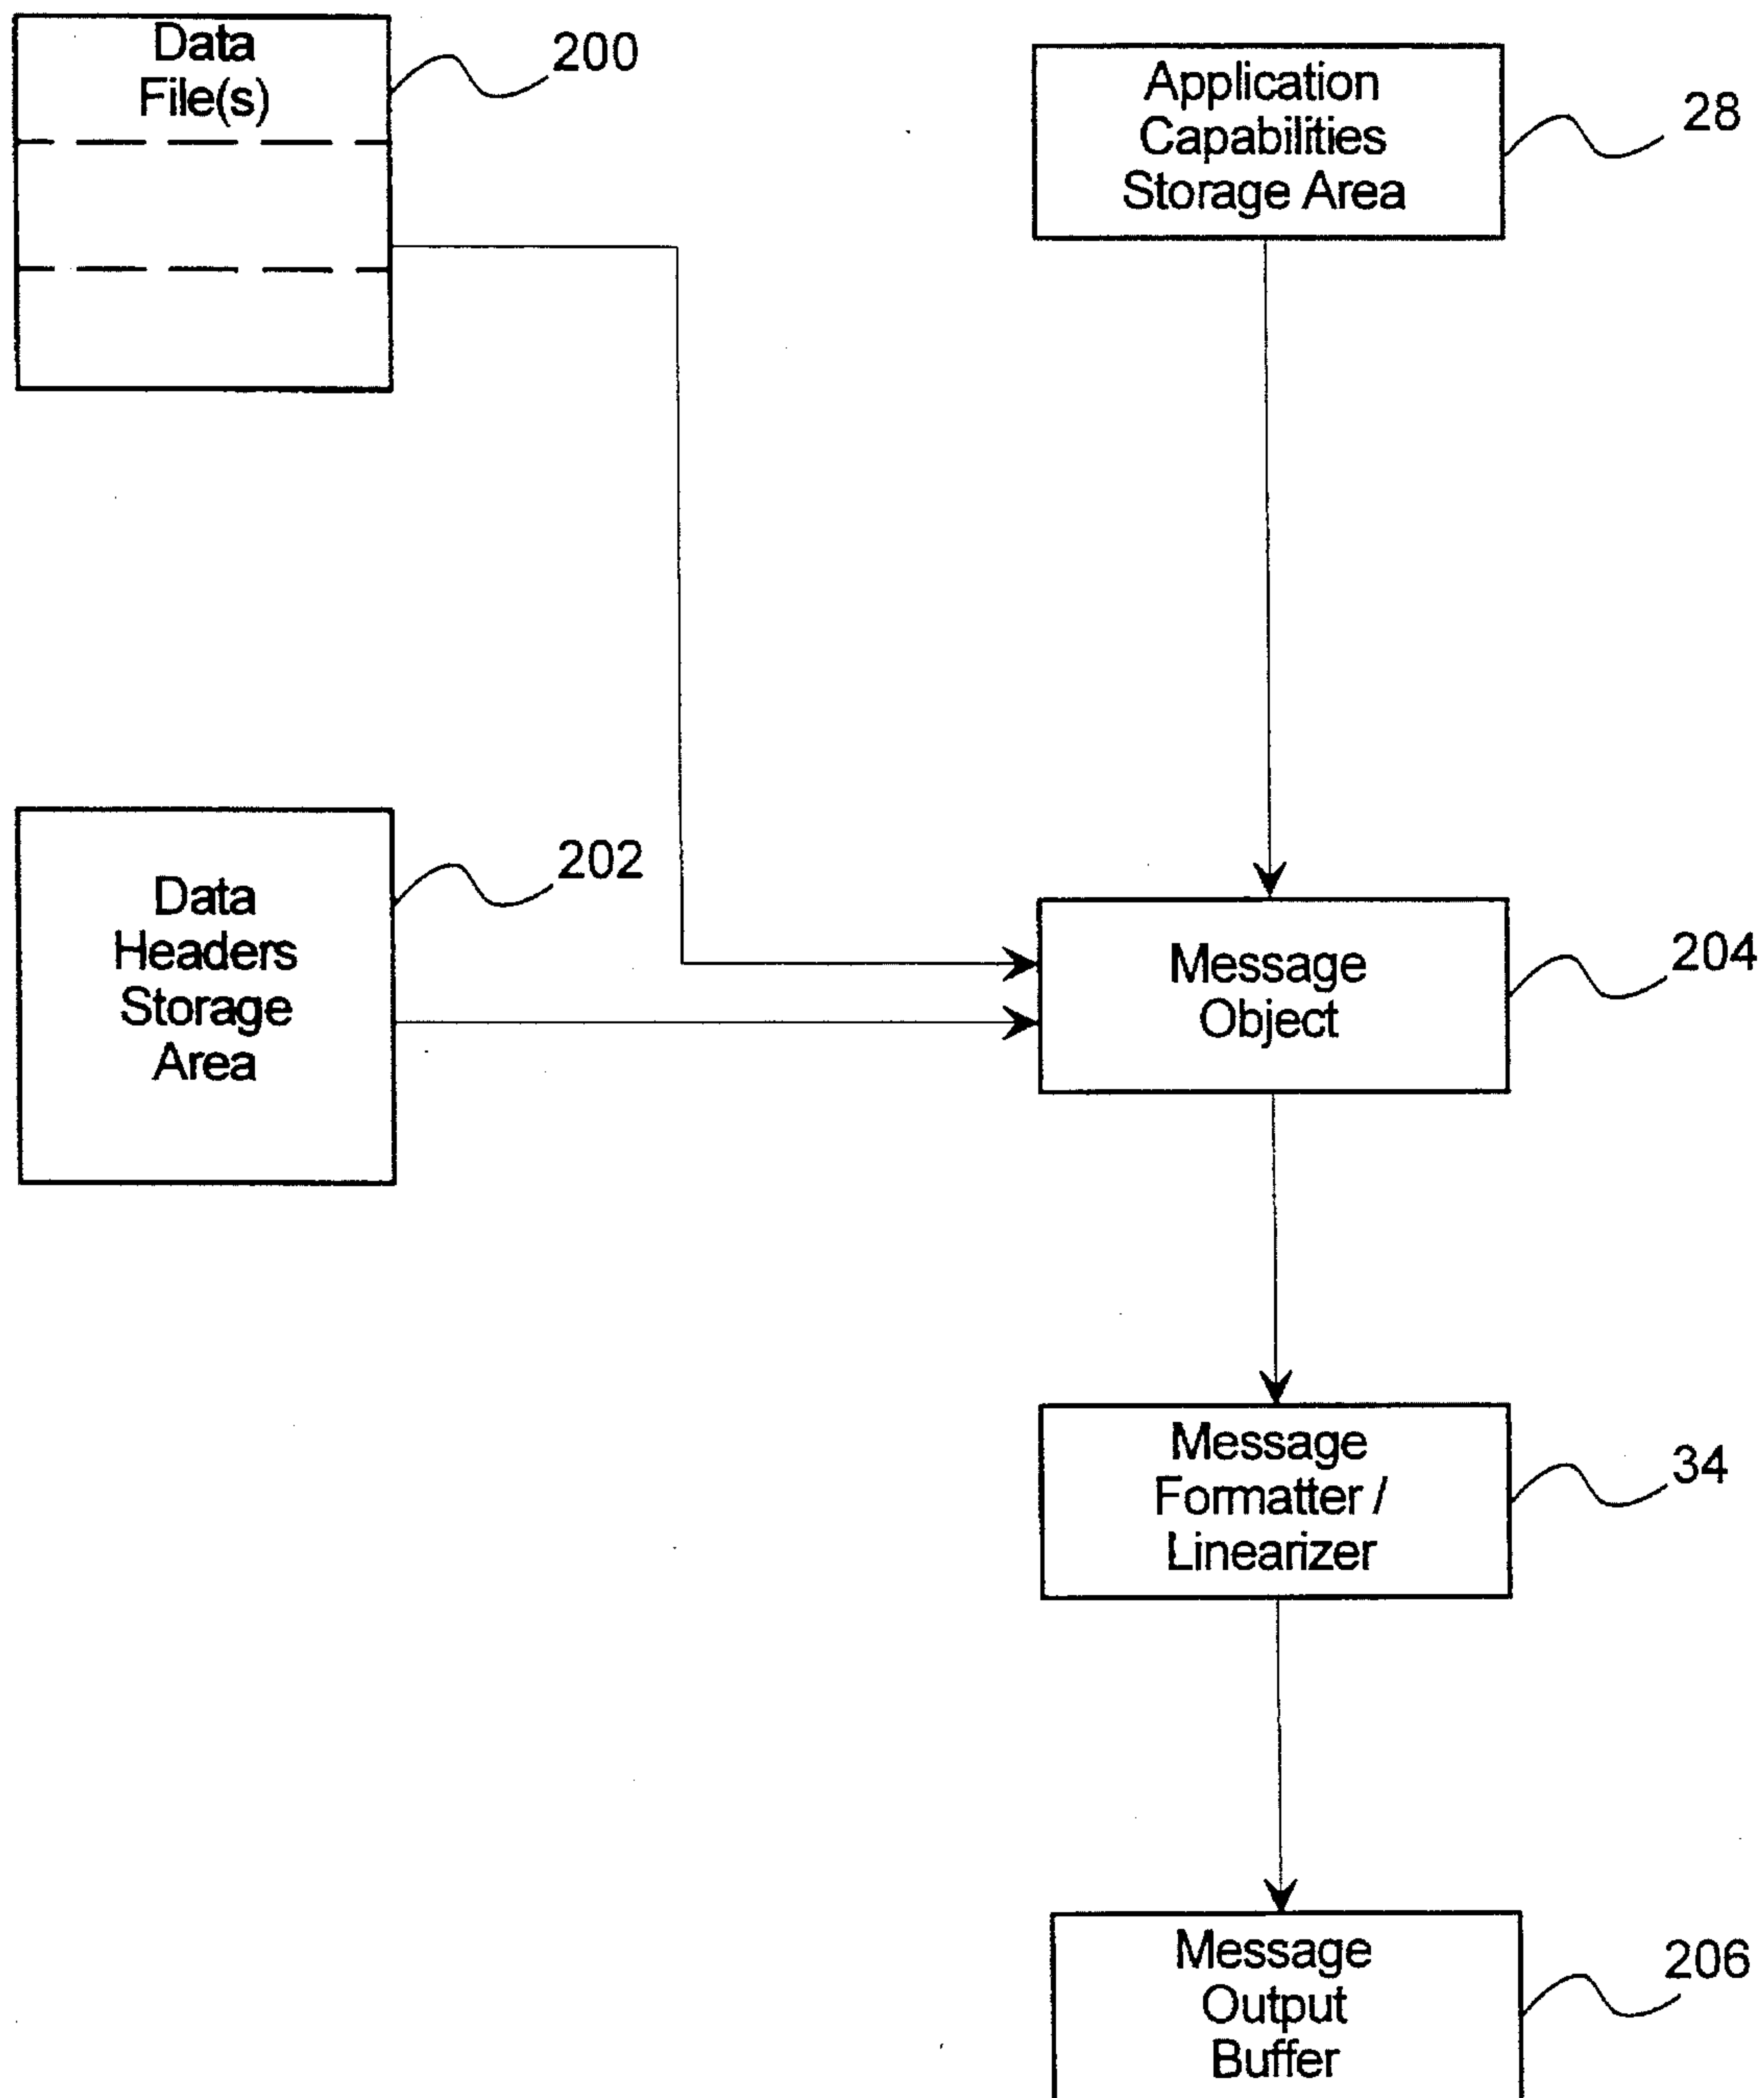 Data
File(s)
200
Application
Capabilities
Storage Area
28
Data
Headers
Storage
Area
202
Message
Object
204
Message
Formatter /
Linearizer
34
Message
Output
Buffer
206